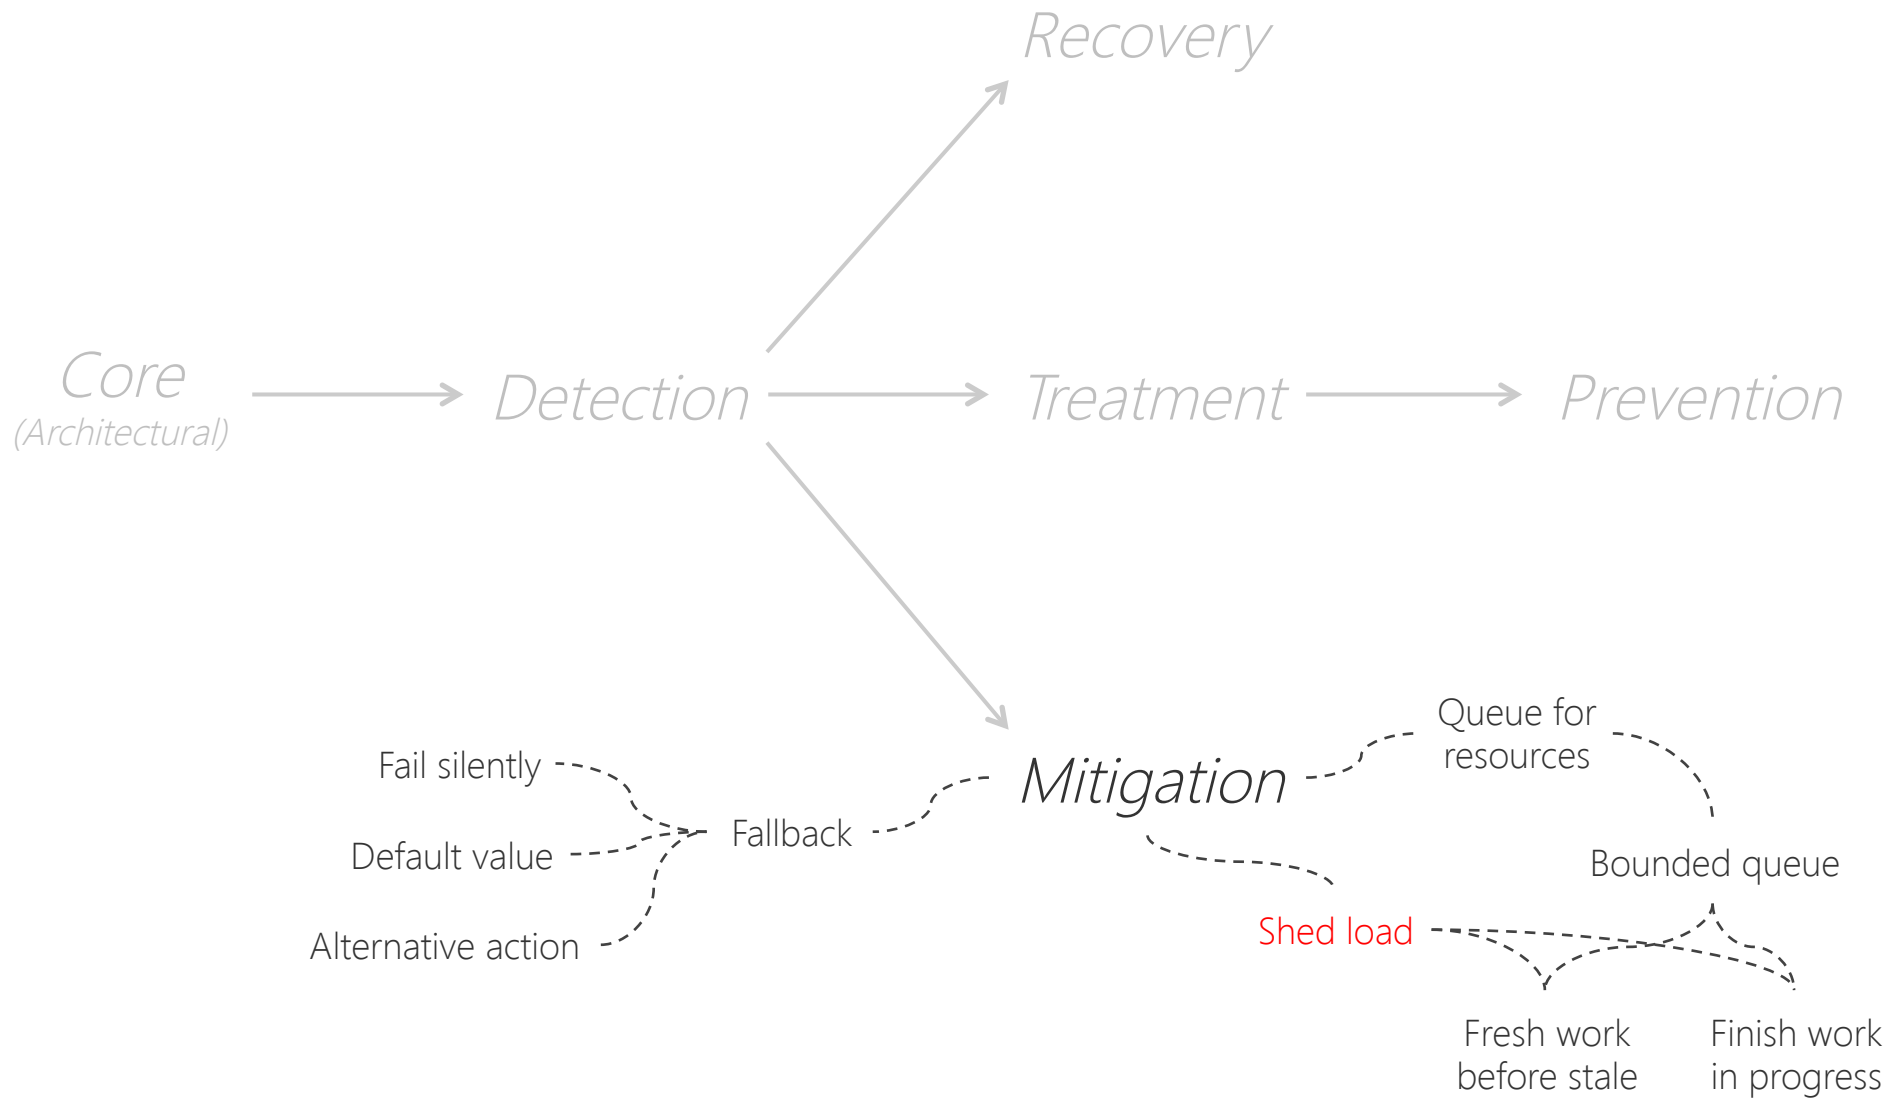 Recovery
Core
(Architectural)
Detection
Treatment
Prevention
Mitigation
Fail silently
Default value
Alternative action
Fallback
Queue for
resources
Bounded queue
Shed load
Fresh work
before stale
Finish work
in progress